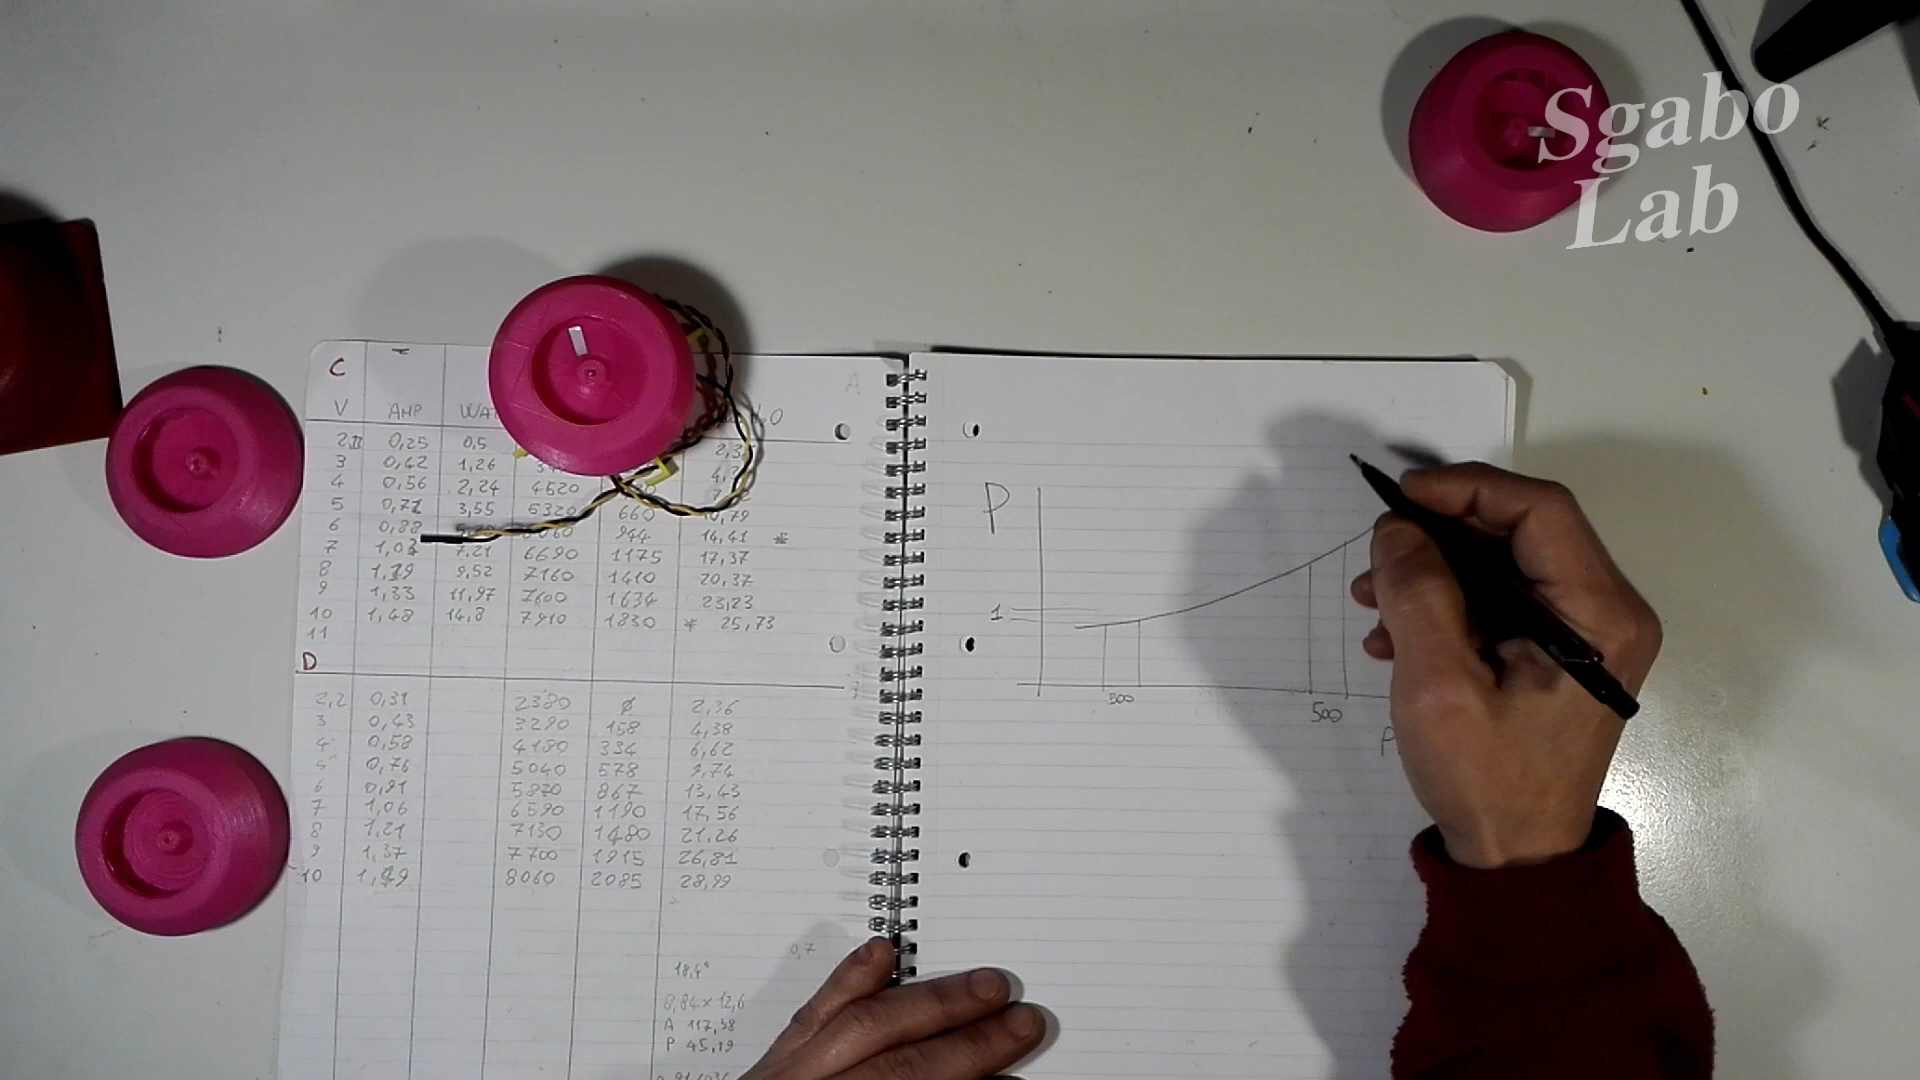 Sgabo
Lab
C
V AMP
2 0,25 0,5
3 0,42 1,26
4 0,56 2,24 4520
5 0,71 3,55 5320 660
6 0,88 944 14,41 *
7 1,03 7,21 6690 1175 17,37
8 1,19 9,52 7160 1410 20,37
9 1,33 11,97 7600 1634 23,23
10 1,48 14,8 7910 1830 * 25,73
11
D
2,2 0,31 2380 ø 2,36
3 0,43 3290 158 4,38
4 0,58 4180 334 6,62
5 0,76 5040 578 9,74
6 0,91 5870 867 13,43
7 1,06 6590 1190 17,56
8 1,21 7130 1480 21,26
9 1,37 7700 1915 26,81
10 8060 2085 28,99
0,7
18,4°
8,84×12,6
A 117,38
P 45,19
P
1
500 500